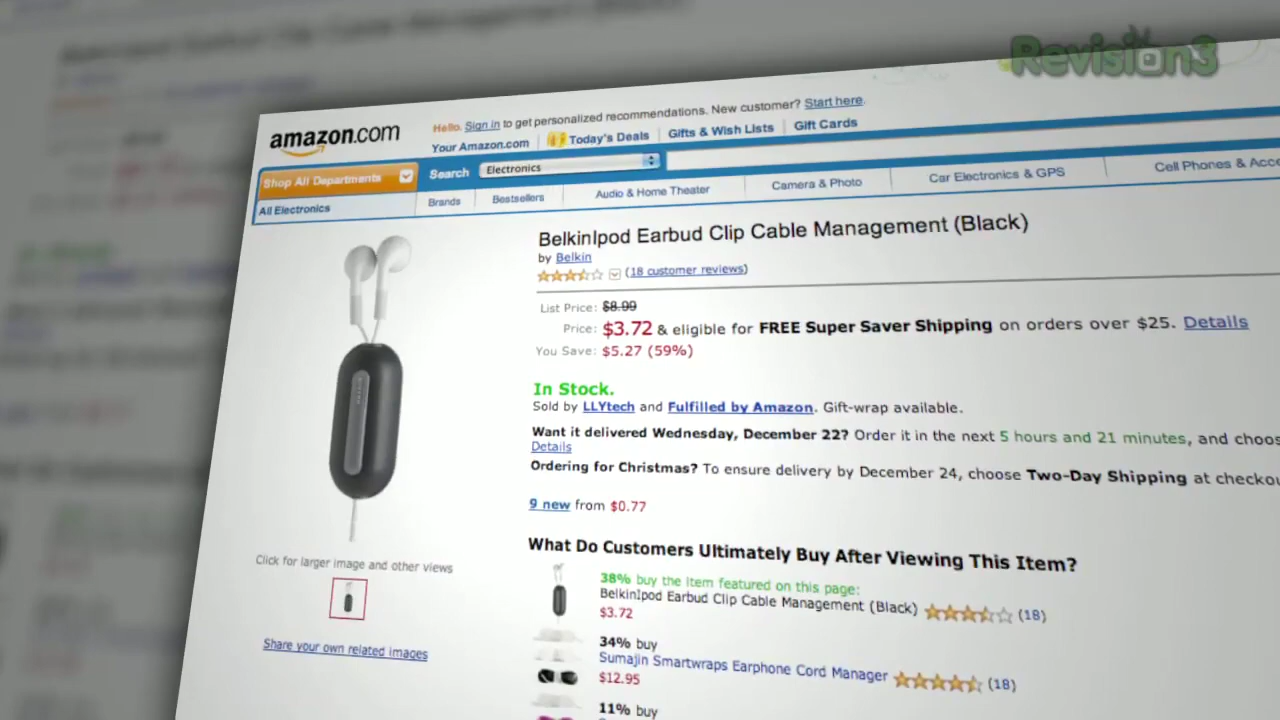 Revision3
amazon.com
Hello. Sign in to get personalized recommendations. New customer? Start here.
Your Amazon.com Today's Deals Gifts & Wish Lists Gift Cards
Shop All Departments Search Electronics
All Electronics Brands Bestsellers Audio & Home Theater Camera & Photo Car Electronics & GPS Cell Phones & Acce
BelkinIpod Earbud Clip Cable Management (Black)
by Belkin
(18 customer reviews)
List Price: $8.99
Price: $3.72 & eligible for FREE Super Saver Shipping on orders over $25. Details
You Save: $5.27 (59%)
In Stock.
Sold by LLYtech and Fulfilled by Amazon. Gift-wrap available.
Want it delivered Wednesday, December 22? Order it in the next 5 hours and 21 minutes, and choos
Details
Ordering for Christmas? To ensure delivery by December 24, choose Two-Day Shipping at checkou
9 new from $0.77
Click for larger image and other views
Share your own related images
What Do Customers Ultimately Buy After Viewing This Item?
38% buy the item featured on this page:
BelkinIpod Earbud Clip Cable Management (Black) (18)
$3.72
34% buy
Sumajin Smartwraps Earphone Cord Manager (18)
$12.95
11% buy